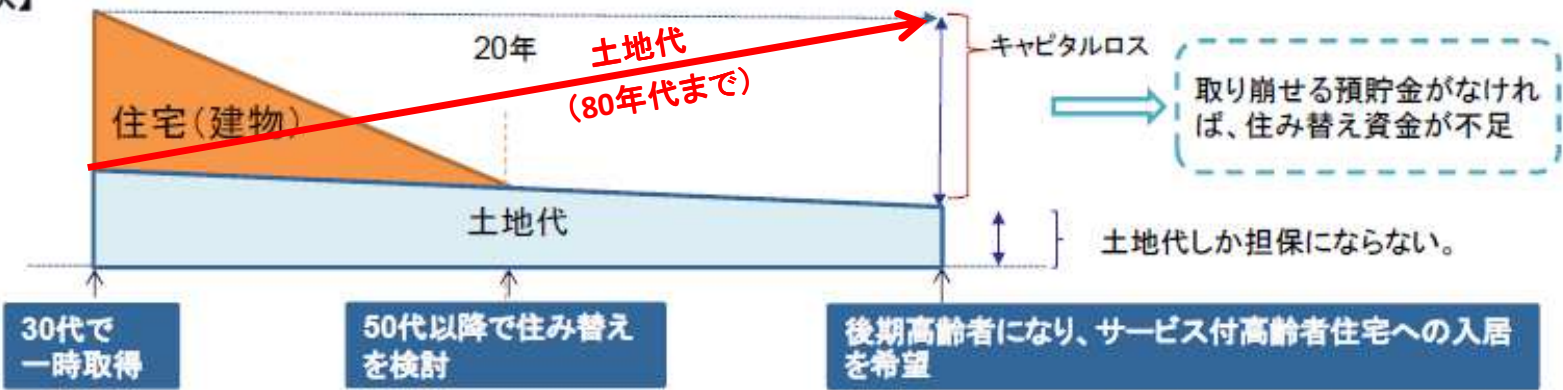 20年
土地代
(80年代まで)
住宅(建物)
キャピタルロス
取り崩せる預貯金がなけれ
ば、住み替え資金が不足
土地代
土地代しか担保にならない。
30代で
一時取得
50代以降で住み替え
を検討
後期高齢者になり、サービス付高齢者住宅への入居
を希望